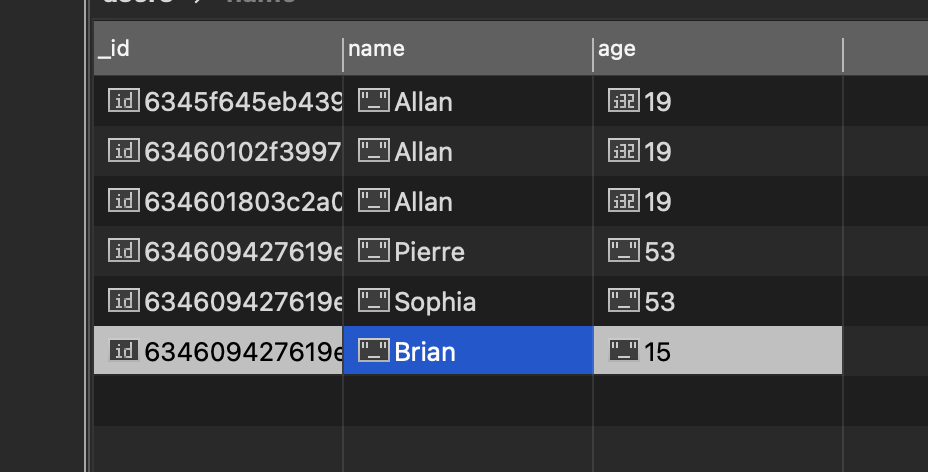 _id name age
id 6345f645eb439 "_" Allan i32 19
id 63460102f3997 "_" Allan i32 19
id 634601803c2a0 "_" Allan i32 19
id 634609427619e "_" Pierre "_" 53
id 634609427619e "_" Sophia "_" 53
id 634609427619e "_" Brian "_" 15